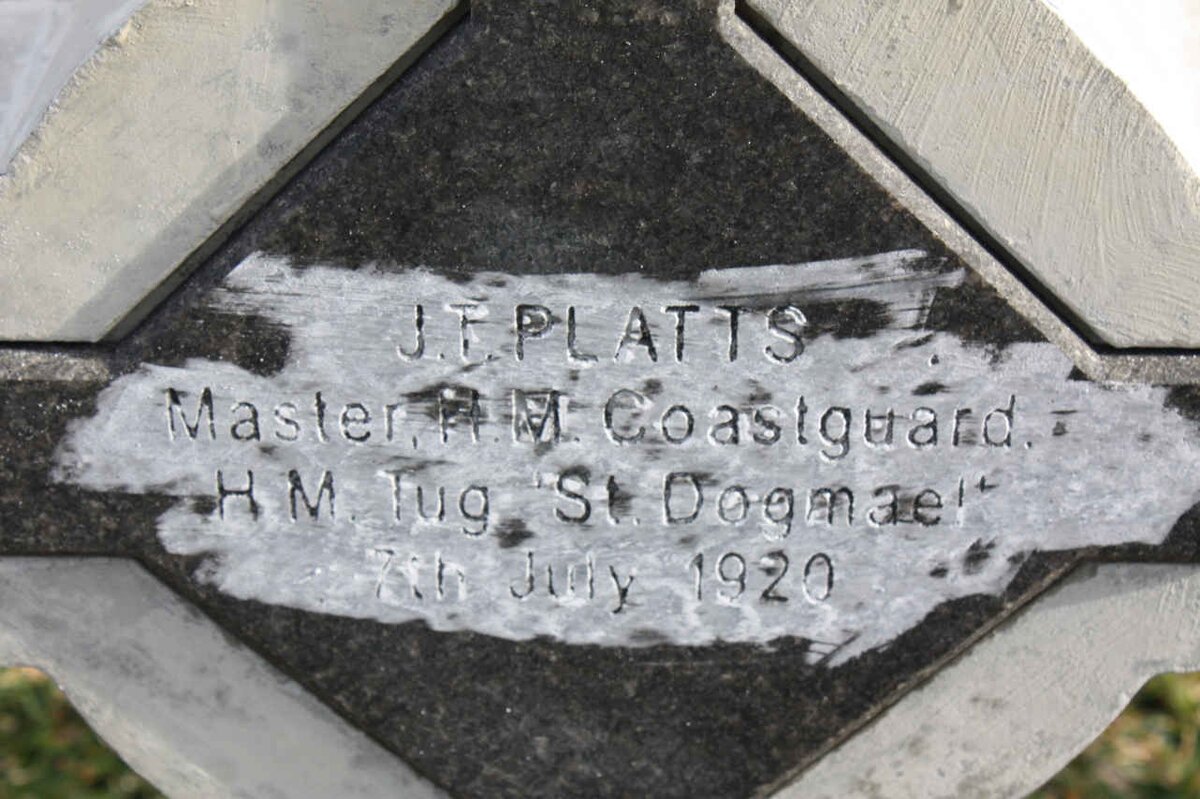 J.T. PLATTS
Master, H.M. Coastguard.
H.M. Tug "St. Dogmael"
7th July 1920